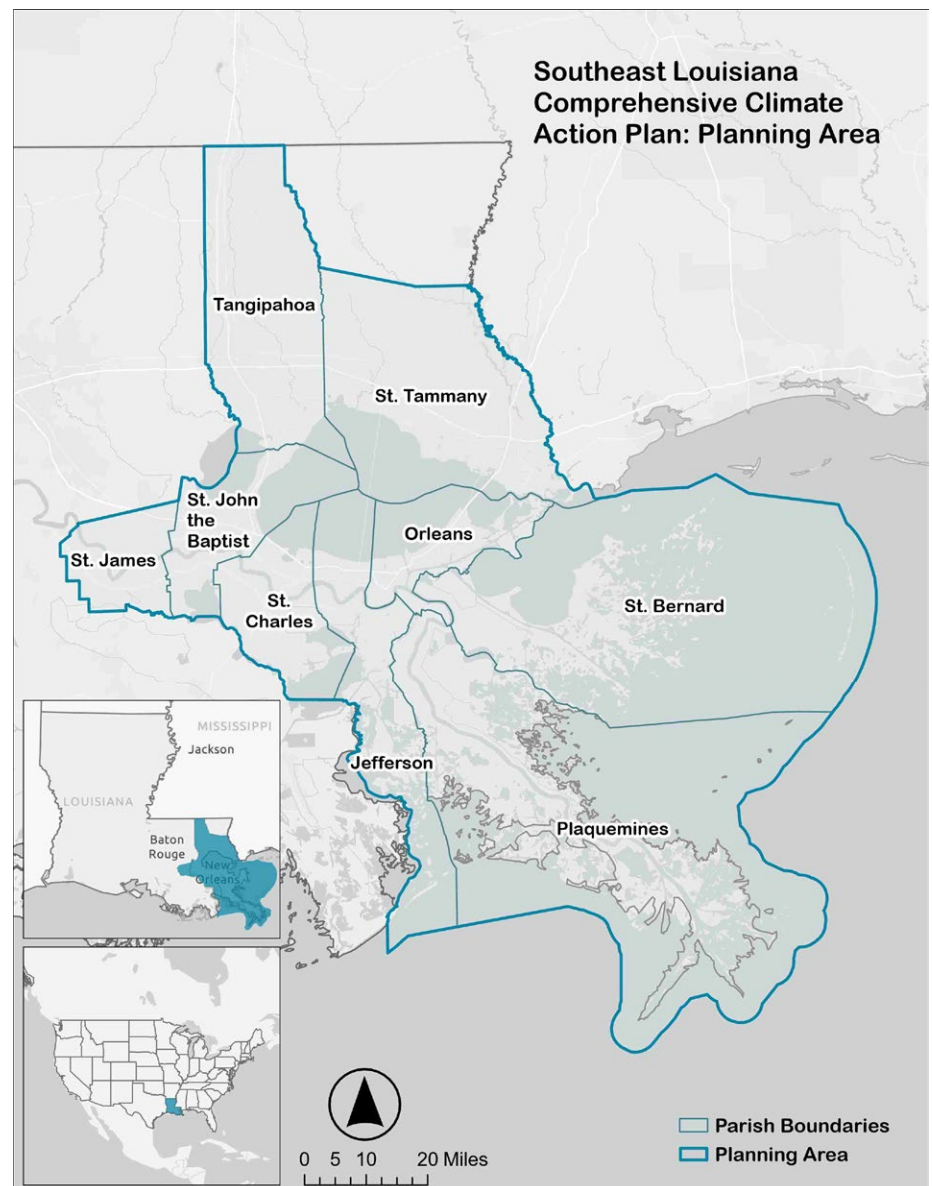 Southeast Louisiana
Comprehensive Climate
Action Plan: Planning Area
Tangipahoa
St. Tammany
St. John
the
Baptist
Orleans
St. James
St.
Charles
St. Bernard
Jefferson
Plaquemines
MISSISSIPPI
Jackson
LOUISIANA
Baton
Rouge
New
Orleans
0 5 10 20 Miles
Parish Boundaries
Planning Area